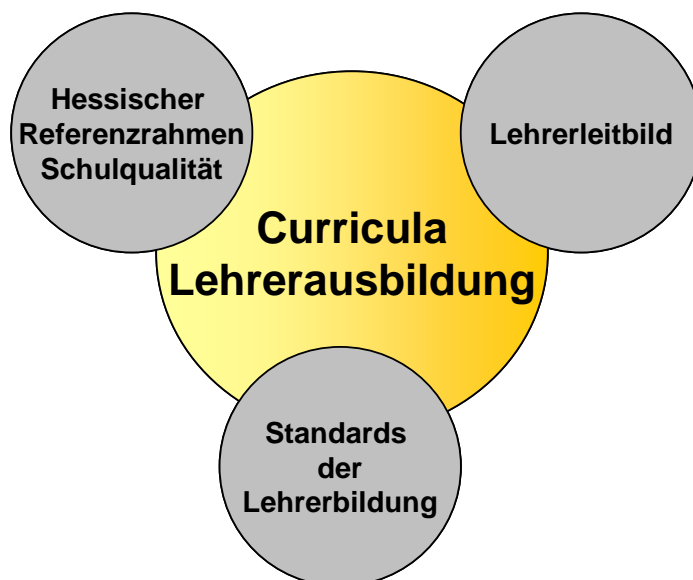 Hessischer
Referenzrahmen
Schulqualität
Lehrerleitbild
Curricula
Lehrerausbildung
Standards
der
Lehrerbildung